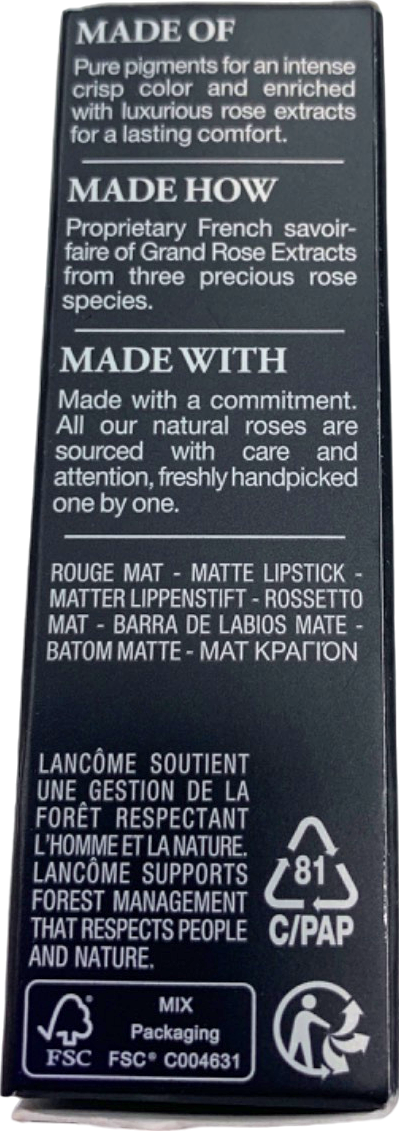 MADE OF
Pure pigments for an intense
crisp color and enriched
with luxurious rose extracts
for a lasting comfort.
MADE HOW
Proprietary French savoir-
faire of Grand Rose Extracts
from three precious rose
species.
MADE WITH
Made with a commitment.
All our natural roses are
sourced with care and
attention, freshly handpicked
one by one.
ROUGE MAT - MATTE LIPSTICK -
MATTER LIPPENSTIFT - ROSSETTO
MAT - BARRA DE LABIOS MATE -
BATOM MATTE - ΜΑΤ ΚΡΑΓΙΟΝ
LANCÔME SOUTIENT
UNE GESTION DE LA
FORÊT RESPECTANT
L'HOMME ET LA NATURE.
LANCÔME SUPPORTS
FOREST MANAGEMENT
THAT RESPECTS PEOPLE
AND NATURE.
81
C/PAP
FSC
MIX
Packaging
FSC® C004631